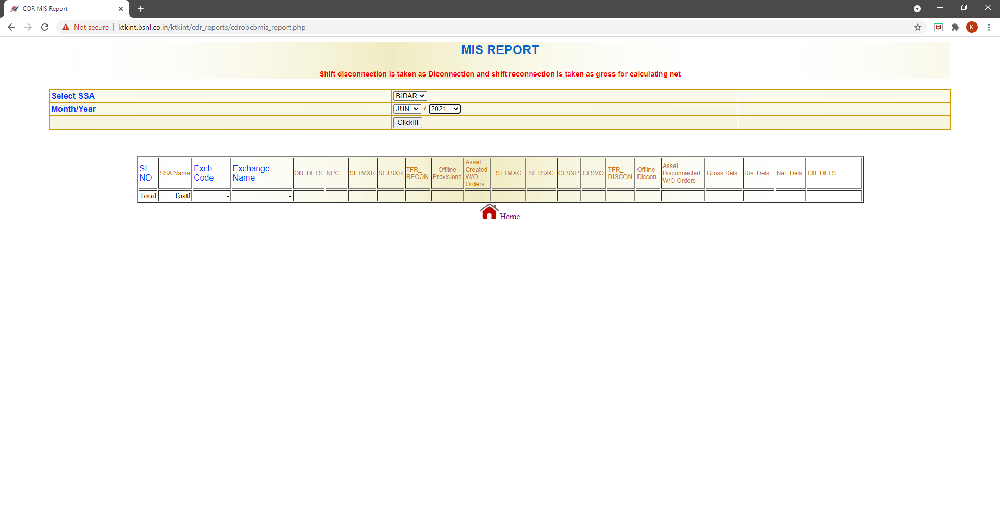 CDR MIS Report
Not secure ktkint.bsnl.co.in/ktkint/cdr_reports/cdrobcbmis_report.php
K
MIS REPORT
Shift disconnection is taken as Diconnection and shift reconnection is taken as gross for calculating net
Select SSA BIDAR
Month/Year JUN / 2021
Click!!!
SL NO SSA Name Exch Code Exchange Name OB_DELS NPC SFTMXR SFTSXR TFR_ RECON Offline Provisions Asset Created W/O Orders SFTMXC SFTSXC CLSNP CLSVO TFR_ DISCON Offline Discon Asset Disconnected W/O Orders Gross Dels Dis_Dels Net_Dels CB_DELS
Total Toatl - -
Home